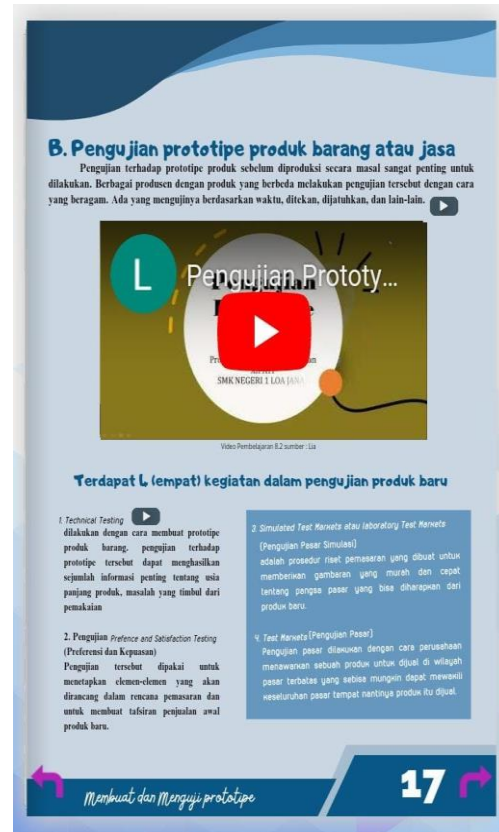 B. Pengujian prototipe produk barang atau jasa
Pengujian terhadap prototipe produk sebelum diproduksi secara masal sangat penting untuk
dilakukan. Berbagai produsen dengan produk yang berbeda melakukan pengujian tersebut dengan cara
yang beragam. Ada yang mengujinya berdasarkan waktu, ditekan, dijatuhkan, dan lain-lain.
L
Pengujian Prototy...
Pengujian
SMK NEGERI 1 LOA JANA
Video Pembelajaran 8.2 sumber : Lia
Terdapat 4 (empat) kegiatan dalam pengujian produk baru
1. Technical Testing
dilakukan dengan cara membuat prototipe
produk barang. pengujian terhadap
prototipe tersebut dapat menghasilkan
sejumlah informasi penting tentang usia
panjang produk, masalah yang timbul dari
pemakaian
2. Pengujian Prefence and Satisfaction Testing
(Preferensi dan Kepuasan)
Pengujian tersebut dipakai untuk
menetapkan elemen-elemen yang akan
dirancang dalam rencana pemasaran dan
untuk membuat tafsiran penjualan awal
produk baru.
3. Simulated Test Markets atau laboratory Test Markets
(Pengujian Pasar Simulasi)
adalah prosedur riset pemasaran yang dibuat untuk
memberikan gambaran yang murah dan cepat
tentang pangsa pasar yang bisa diharapkan dari
produk baru.
4. Test Markets (Pengujian Pasar)
Pengujian pasar dilakukan dengan cara perusahaan
menawarkan sebuah produk untuk dijual di wilayah
pasar terbatas yang sebisa mungkin dapat mewakili
keseluruhan pasar tempat nantinya produk itu dijual.
Membuat dan Menguji prototipe
17